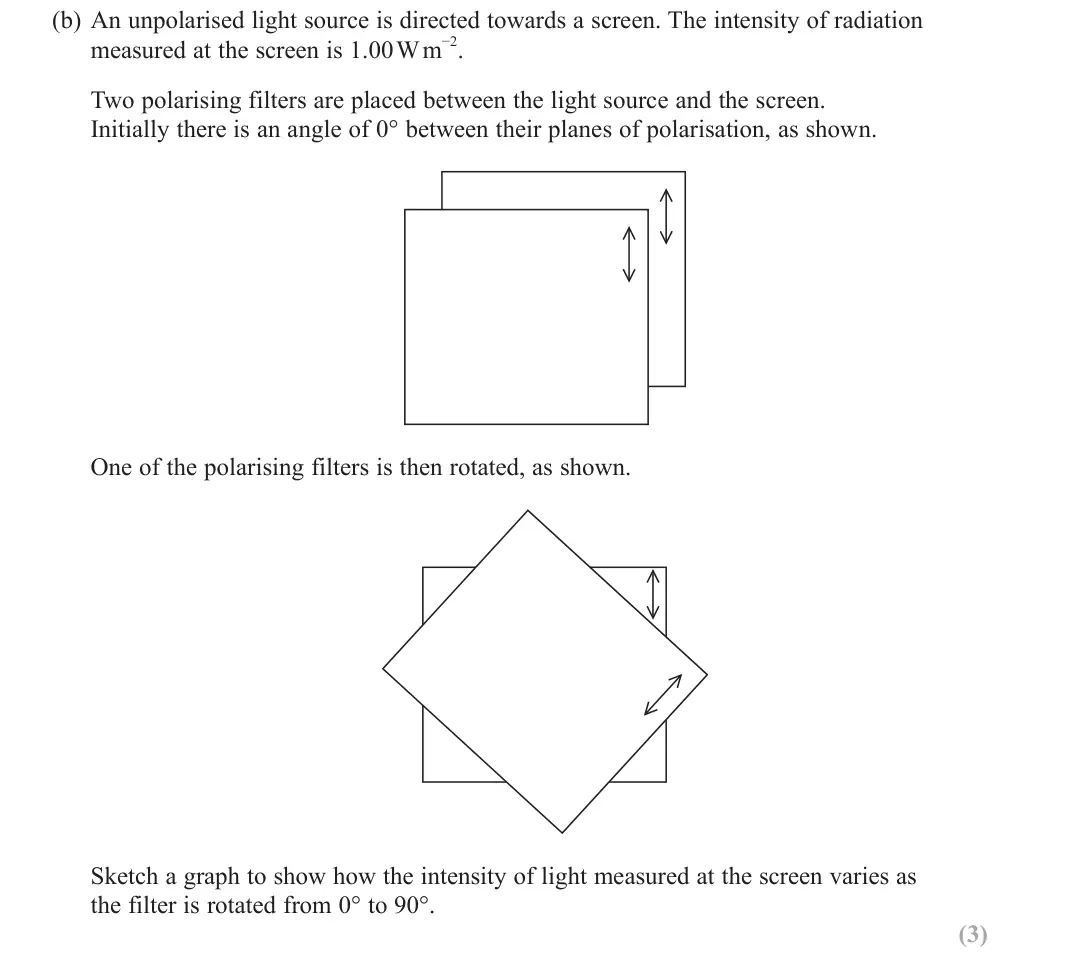 (b) An unpolarised light source is directed towards a screen. The intensity of radiation
measured at the screen is 1.00 W m⁻².
Two polarising filters are placed between the light source and the screen.
Initially there is an angle of 0° between their planes of polarisation, as shown.
One of the polarising filters is then rotated, as shown.
Sketch a graph to show how the intensity of light measured at the screen varies as
the filter is rotated from 0° to 90°.
(3)